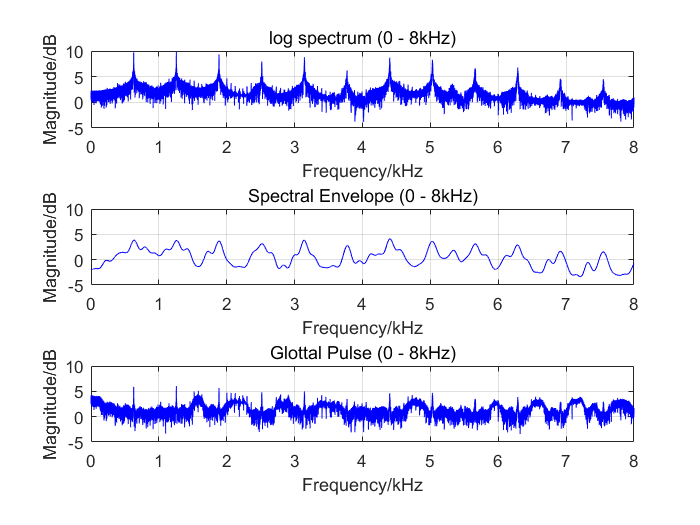 log spectrum (0 - 8kHz)
Magnitude/dB
10
5
0
-5
0 1 2 3 4 5 6 7 8
Frequency/kHz
Spectral Envelope (0 - 8kHz)
Magnitude/dB
10
5
0
-5
0 1 2 3 4 5 6 7 8
Frequency/kHz
Glottal Pulse (0 - 8kHz)
Magnitude/dB
10
5
0
-5
0 1 2 3 4 5 6 7 8
Frequency/kHz